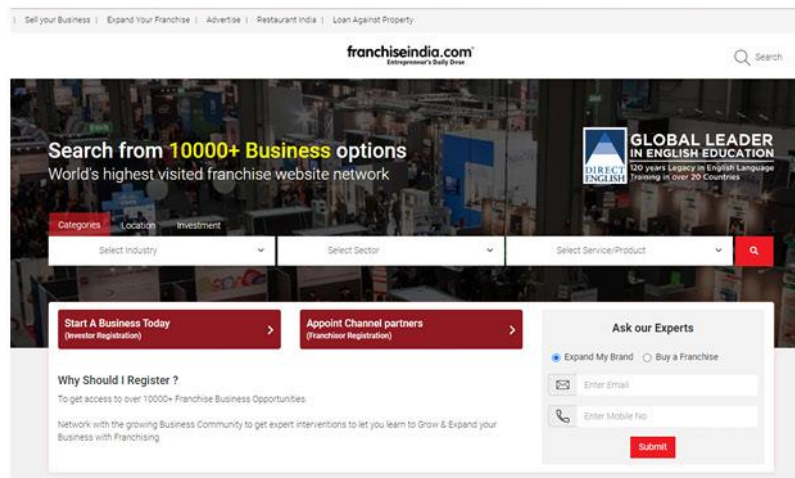 | Sell your Business | Expand Your Franchise | Advertise | Restaurant India | Loan Against Property
franchiseindia.com
Entrepreneur's Daily Dose
Search
Search from 10000+ Business options
World's highest visited franchise website network
DIRECT
ENGLISH
GLOBAL LEADER
IN ENGLISH EDUCATION
120 years Legacy in English Language
Training in over 20 Countries
Categories Location Investment
Select Industry Select Sector Select Service/Product
Start A Business Today
(Investor Registration)
Appoint Channel partners
(Franchisor Registration)
Ask our Experts
Expand My Brand Buy a Franchise
Why Should I Register ?
To get access to over 10000+ Franchise Business Opportunities.
Enter Email
Network with the growing Business Community to get expert interventions to let you learn to Grow & Expand your
Business with Franchising.
Enter Mobile No
Submit